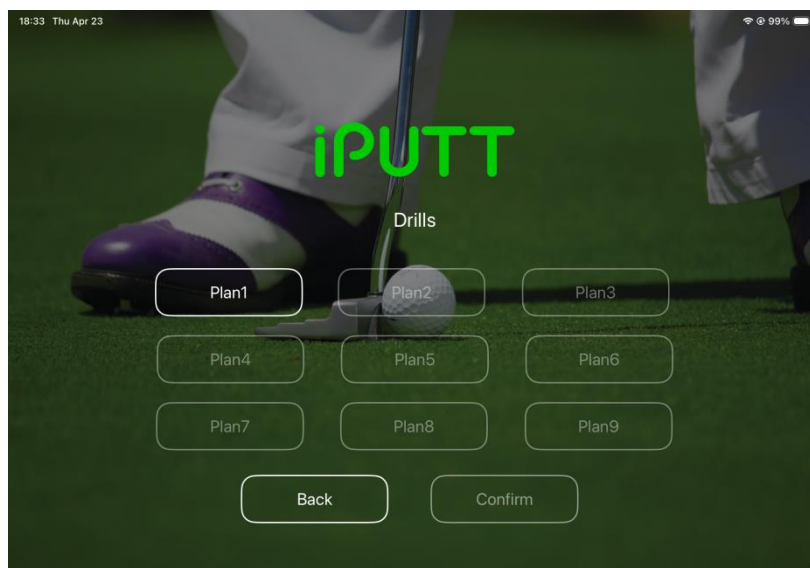 18:33 Thu Apr 23 99%
iPUTT
Drills
Plan1 Plan2 Plan3
Plan4 Plan5 Plan6
Plan7 Plan8 Plan9
Back Confirm